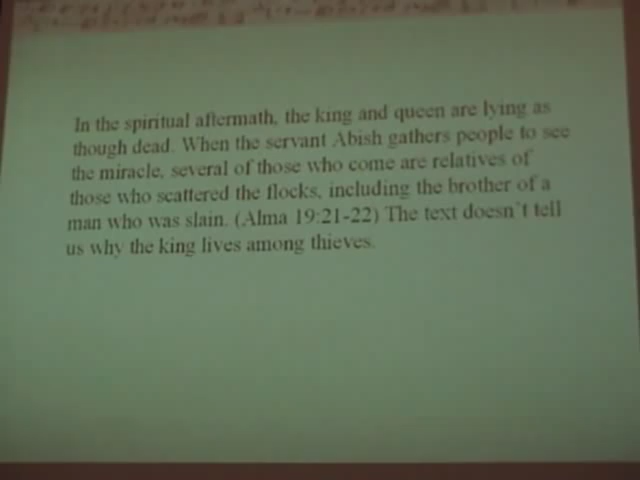 In the spiritual aftermath, the king and queen are lying as
though dead. When the servant Abish gathers people to see
the miracle, several of those who come are relatives of
those who scattered the flocks, including the brother of a
man who was slain. (Alma 19:21-22) The text doesn't tell
us why the king lives among thieves.